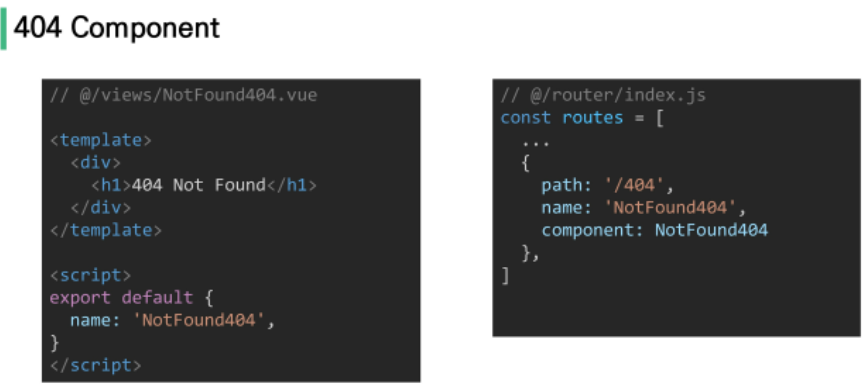 404 Component
// @/views/NotFound404.vue
<template>
  <div>
    <h1>404 Not Found</h1>
  </div>
</template>
<script>
export default {
  name: 'NotFound404',
}
</script>
// @/router/index.js
const routes = [
  ...
  {
    path: '/404',
    name: 'NotFound404',
    component: NotFound404
  },
]